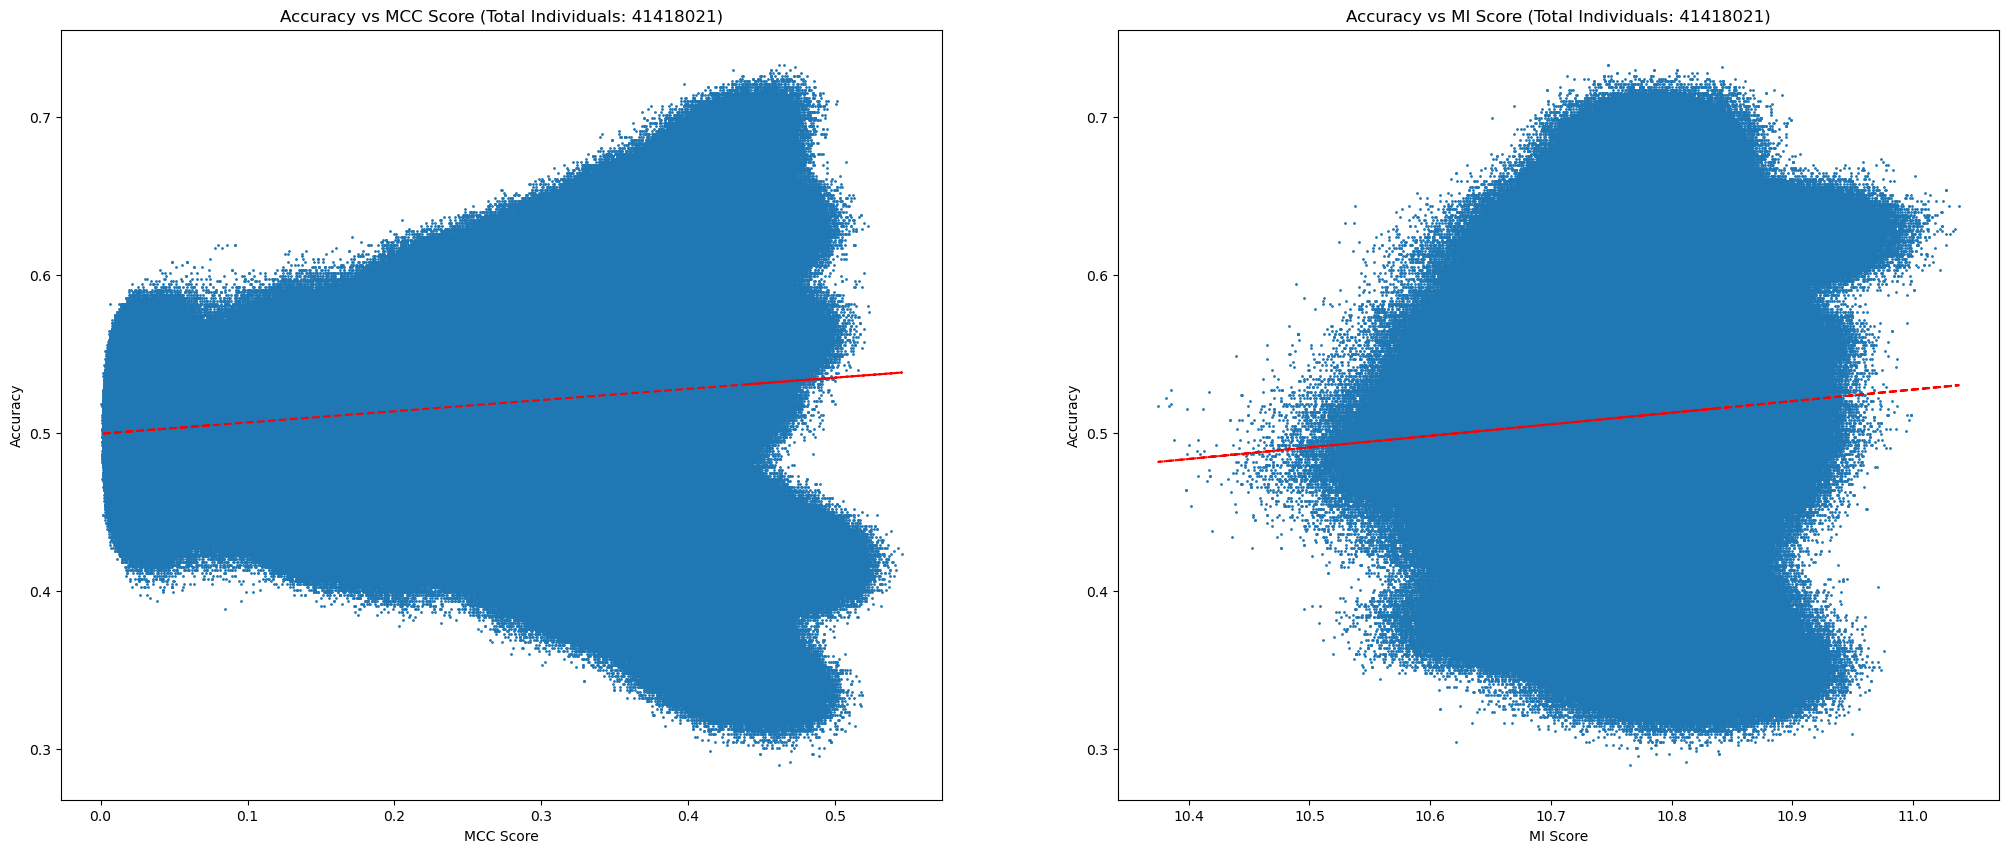 Accuracy vs MCC Score (Total Individuals: 41418021)
0.7
0.6
0.5
0.4
0.3
Accuracy
0.0 0.1 0.2 0.3 0.4 0.5
MCC Score
Accuracy vs MI Score (Total Individuals: 41418021)
0.7
0.6
0.5
0.4
0.3
Accuracy
10.4 10.5 10.6 10.7 10.8 10.9 11.0
MI Score